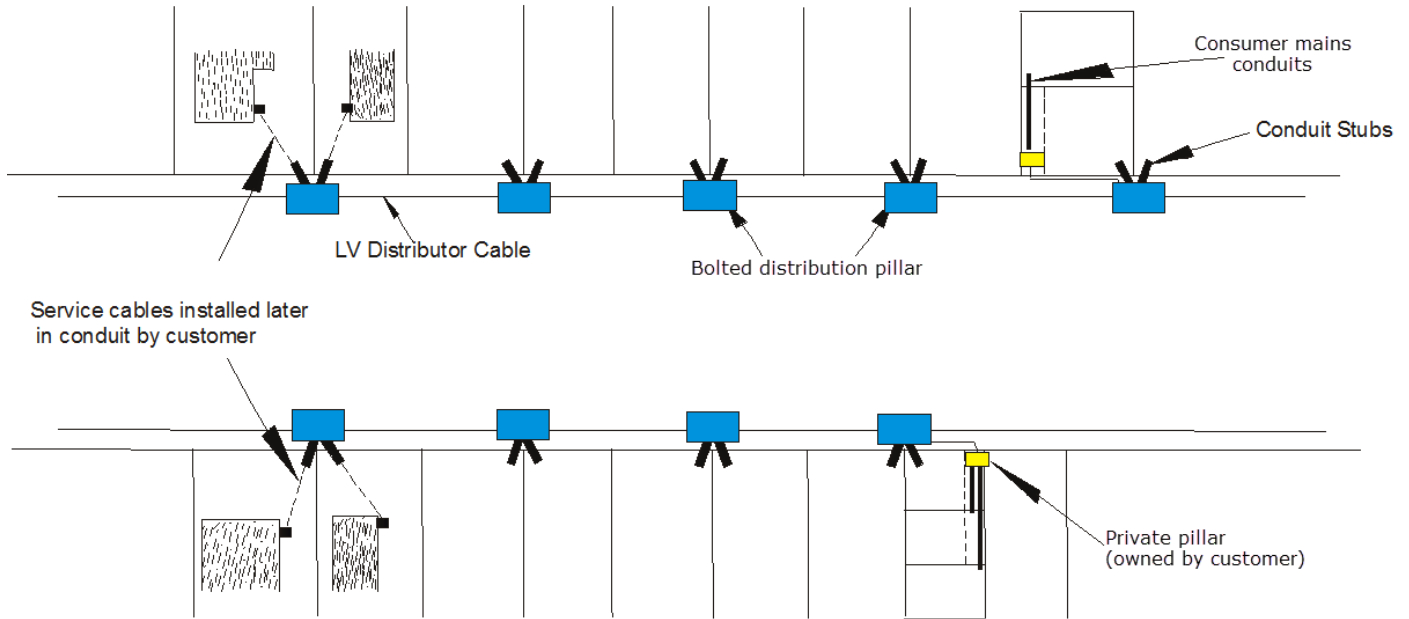 Consumer mains
conduits
Conduit Stubs
LV Distributor Cable
Bolted distribution pillar
Service cables installed later
in conduit by customer
Private pillar
(owned by customer)